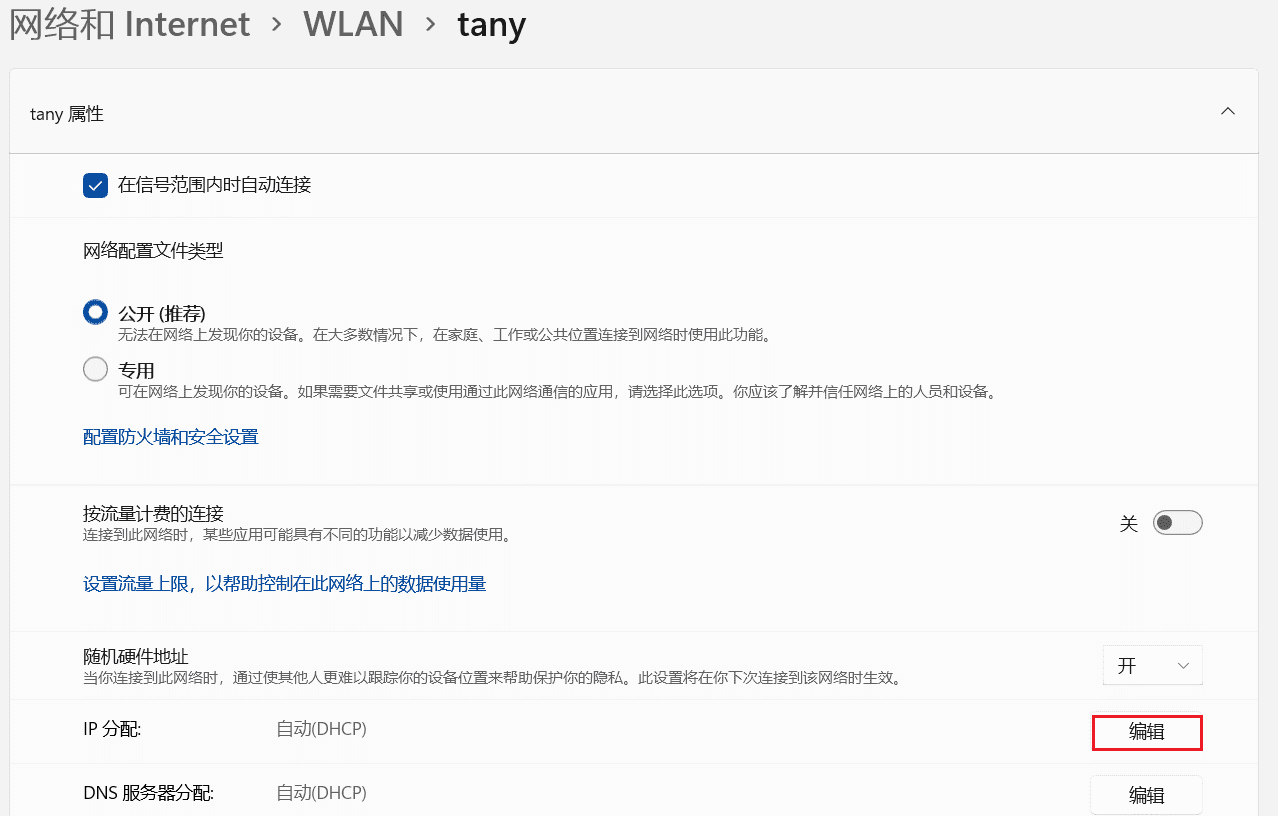 网络和 Internet › WLAN › tany
tany 属性
在信号范围内时自动连接
网络配置文件类型
公开 (推荐)
无法在网络上发现你的设备。在大多数情况下，在家庭、工作或公共位置连接到网络时使用此功能。
专用
可在网络上发现你的设备。如果需要文件共享或使用通过此网络通信的应用，请选择此选项。你应该了解并信任网络上的人员和设备。
配置防火墙和安全设置
按流量计费的连接
连接到此网络时，某些应用可能具有不同的功能以减少数据使用。
关
设置流量上限，以帮助控制在此网络上的数据使用量
随机硬件地址
当你连接到此网络时，通过使其他人更难以跟踪你的设备位置来帮助保护你的隐私。此设置将在你下次连接到该网络时生效。
开
IP 分配: 自动(DHCP) 编辑
DNS 服务器分配: 自动(DHCP) 编辑